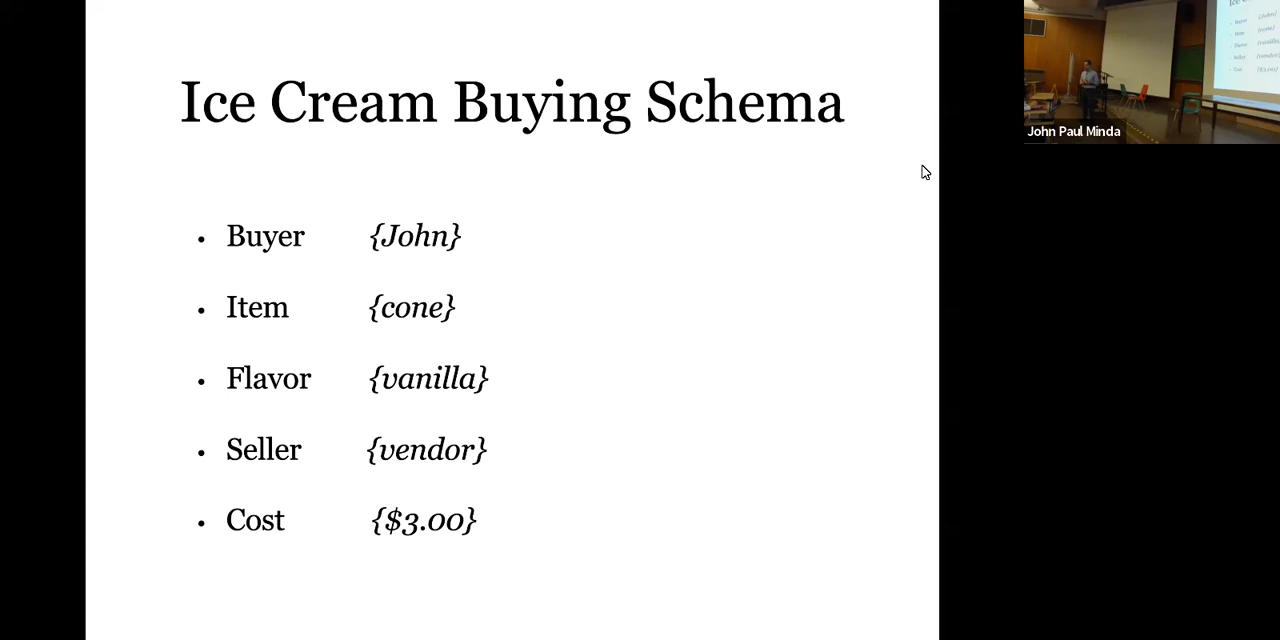 Ice Cream Buying Schema
• Buyer {John}
• Item {cone}
• Flavor {vanilla}
• Seller {vendor}
• Cost {$3.00}
John Paul Minda